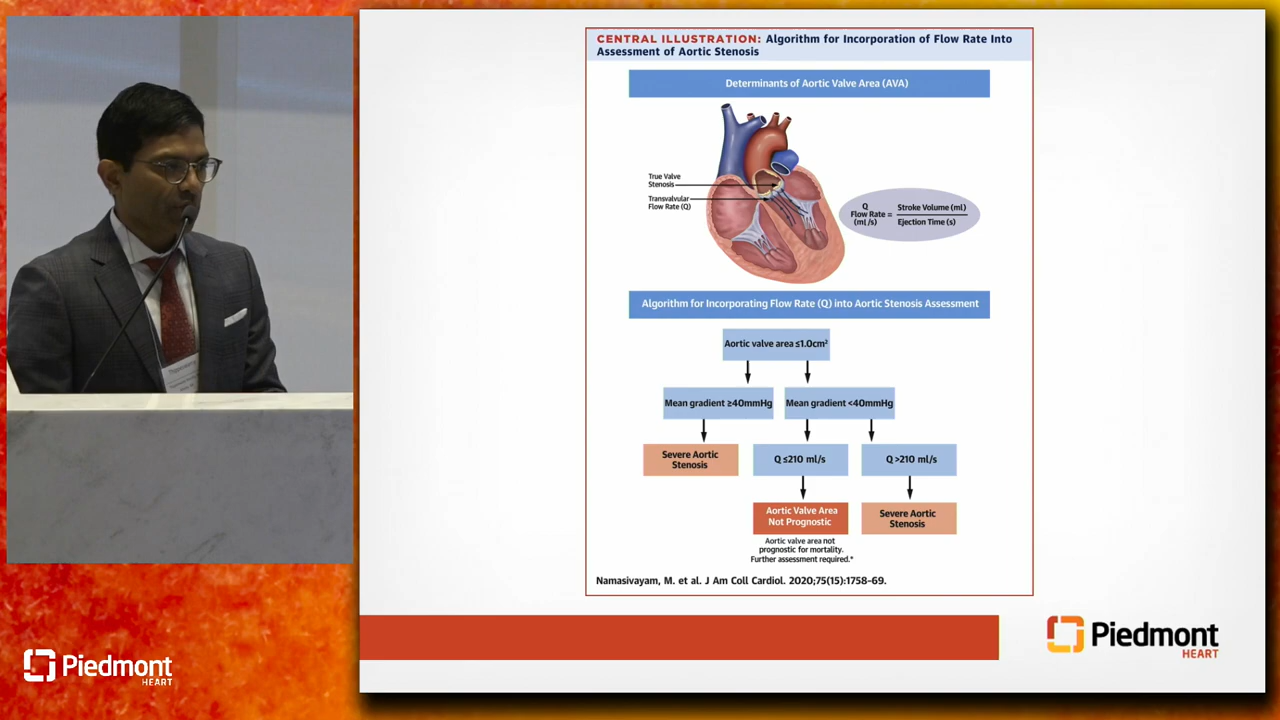 CENTRAL ILLUSTRATION: Algorithm for Incorporation of Flow Rate Into
Assessment of Aortic Stenosis
Determinants of Aortic Valve Area (AVA)
True Valve
Stenosis
Transvalvular
Flow Rate (Q)
Q
Flow Rate =
(ml/s)
Stroke Volume (ml)
Ejection Time (s)
Algorithm for Incorporating Flow Rate (Q) into Aortic Stenosis Assessment
Aortic valve area ≤1.0cm²
Mean gradient ≥40mmHg
Mean gradient <40mmHg
Severe Aortic
Stenosis
Q ≤210 ml/s
Q >210 ml/s
Aortic Valve Area
Not Prognostic
Severe Aortic
Stenosis
Aortic valve area not
prognostic for mortality.
Further assessment required.*
Namasivayam, M. et al. J Am Coll Cardiol. 2020;75(15):1758-69.
Piedmont
HEART
Piedmont
HEART